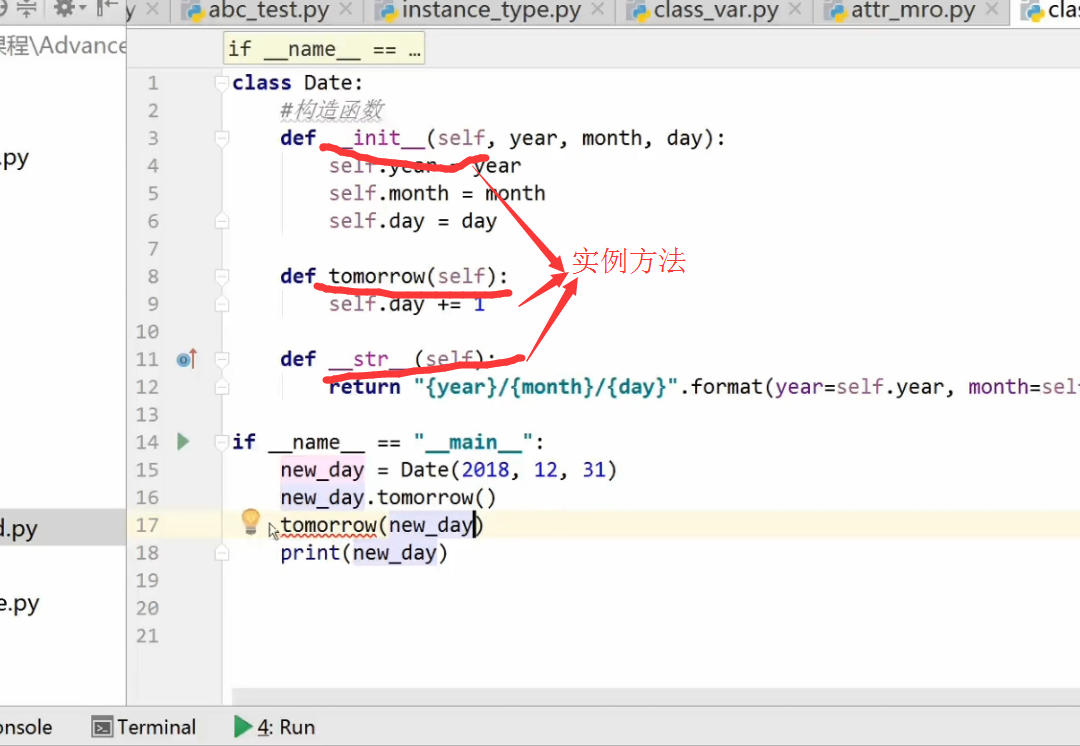 abc_test.py instance_type.py class_var.py attr_mro.py
课程\Advance
if __name__ == …
1 class Date:
2 #构造函数
3 def __init__(self, year, month, day):
.py
4 self.year = year
5 self.month = month
6 self.day = day
7
实例方法
8 def tomorrow(self):
9 self.day += 1
10
11 def __str__(self):
12 return "{year}/{month}/{day}".format(year=self.year, month=sel
13
14 if __name__ == "__main__":
15 new_day = Date(2018, 12, 31)
16 new_day.tomorrow()
17 tomorrow(new_day)
d.py
18 print(new_day)
19
e.py
20
21
onsole Terminal 4: Run